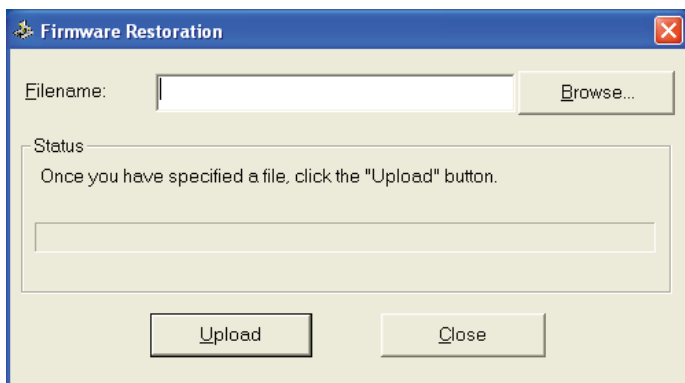 Firmware Restoration
Filename:
Browse...
Status
Once you have specified a file, click the "Upload" button.
Upload
Close